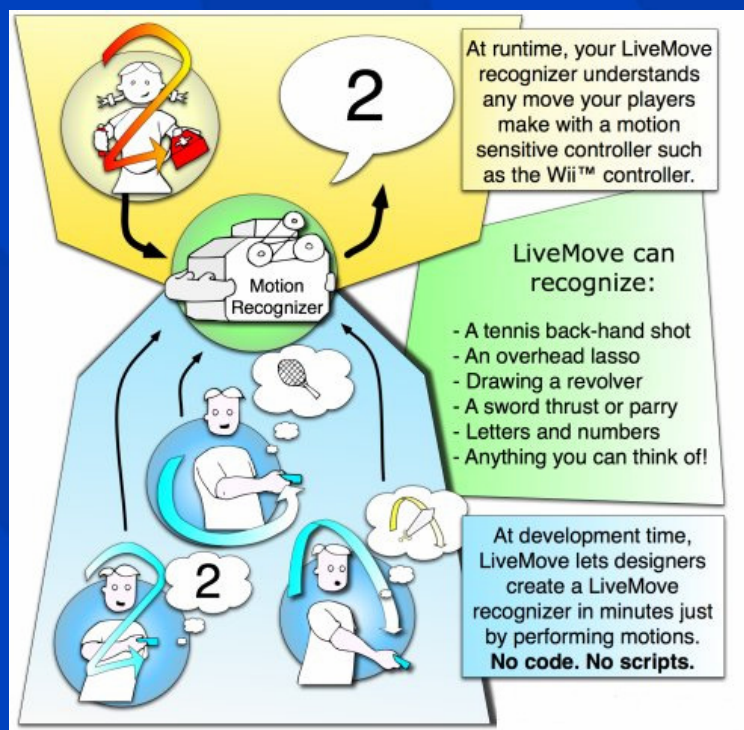 2
At runtime, your LiveMove
recognizer understands
any move your players
make with a motion
sensitive controller such
as the Wii™ controller.
Motion
Recognizer
LiveMove can
recognize:
- A tennis back-hand shot
- An overhead lasso
- Drawing a revolver
- A sword thrust or parry
- Letters and numbers
- Anything you can think of!
2
At development time,
LiveMove lets designers
create a LiveMove
recognizer in minutes just
by performing motions.
No code. No scripts.